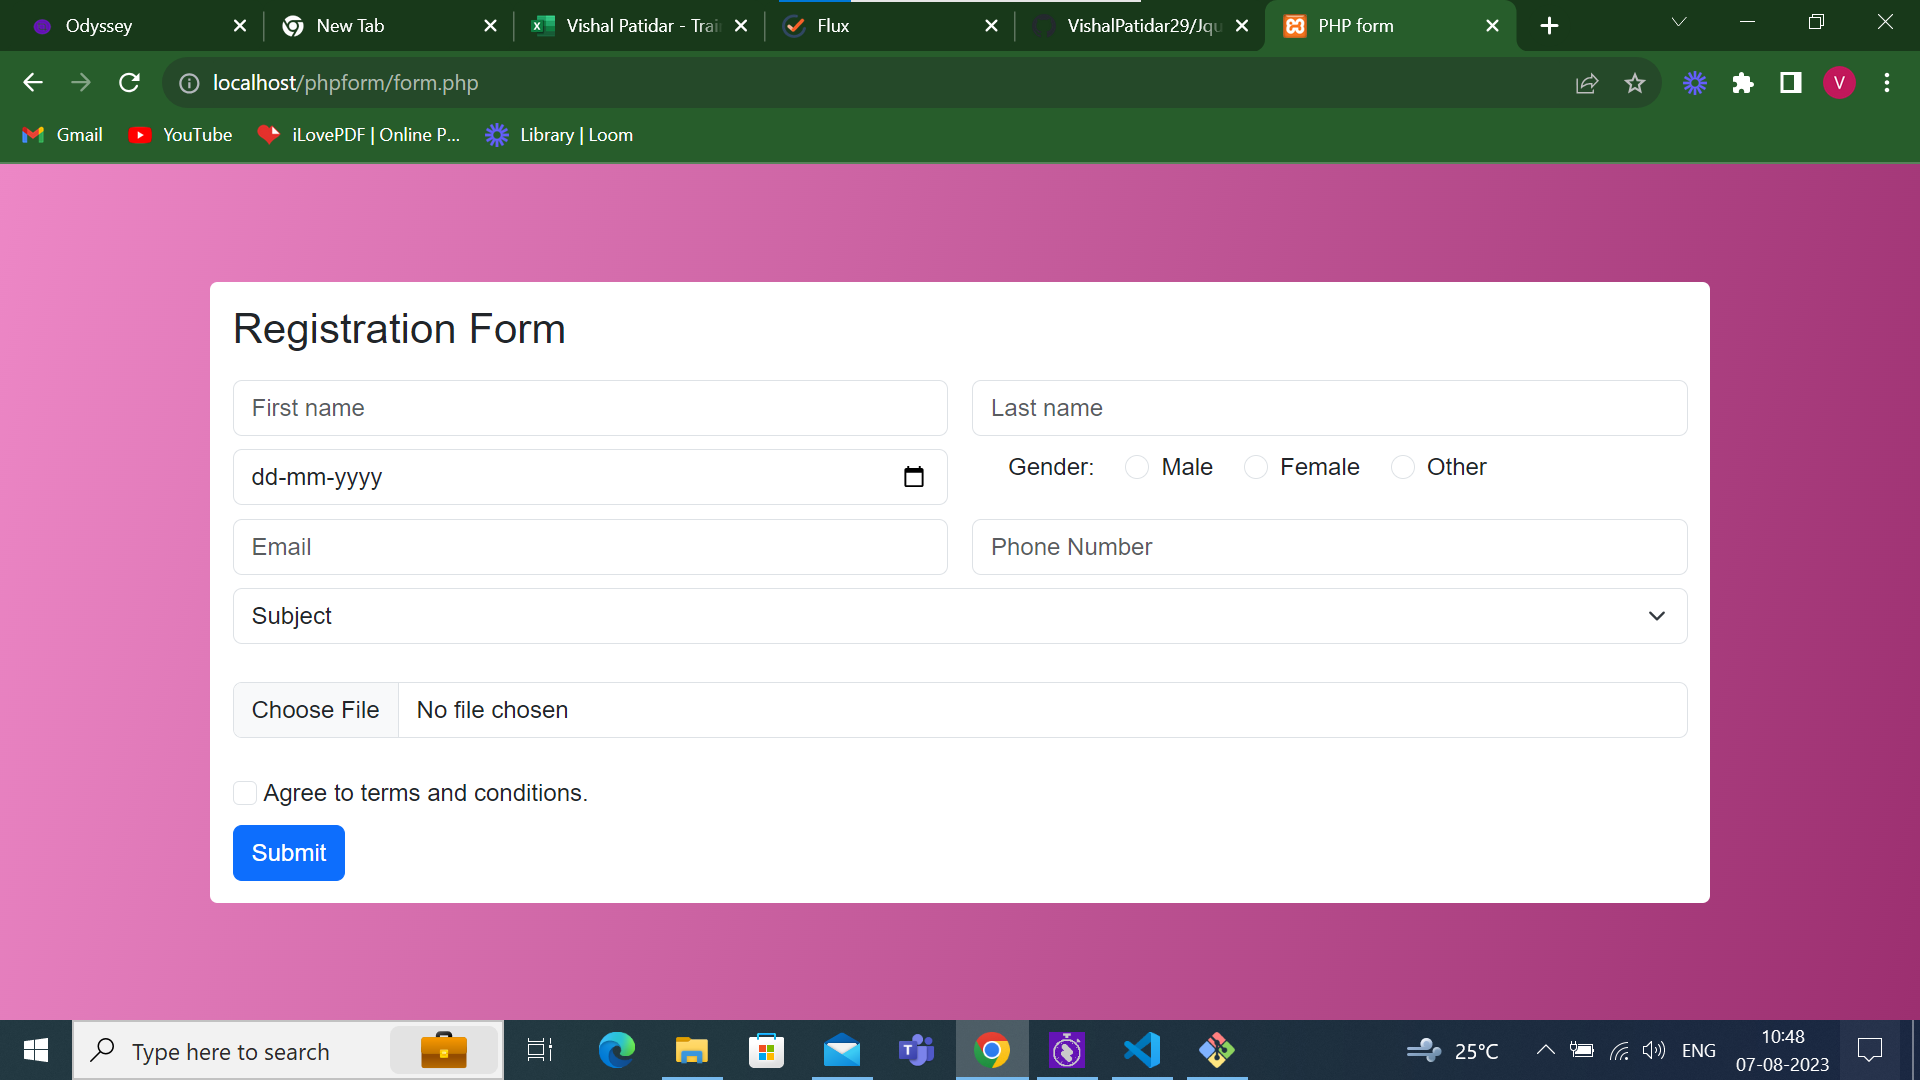 Odyssey New Tab Vishal Patidar - Trai Flux VishalPatidar29/Jqu PHP form
localhost/phpform/form.php V
Gmail YouTube iLovePDF | Online P... Library | Loom
Registration Form
First name Last name
dd-mm-yyyy Gender: Male Female Other
Email Phone Number
Subject
Choose File No file chosen
Agree to terms and conditions.
Submit
Type here to search 25°C ENG 10:48
07-08-2023